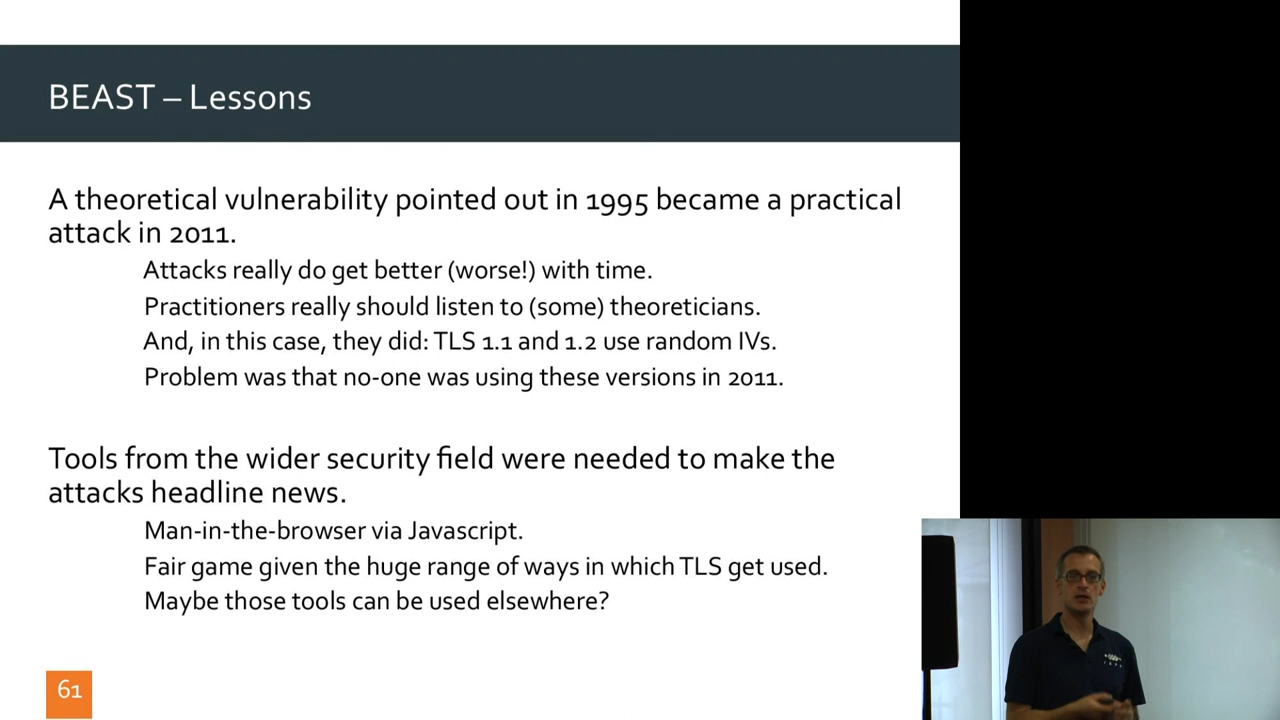 BEAST – Lessons
A theoretical vulnerability pointed out in 1995 became a practical
attack in 2011.
Attacks really do get better (worse!) with time.
Practitioners really should listen to (some) theoreticians.
And, in this case, they did: TLS 1.1 and 1.2 use random IVs.
Problem was that no-one was using these versions in 2011.
Tools from the wider security field were needed to make the
attacks headline news.
Man-in-the-browser via Javascript.
Fair game given the huge range of ways in which TLS get used.
Maybe those tools can be used elsewhere?
61